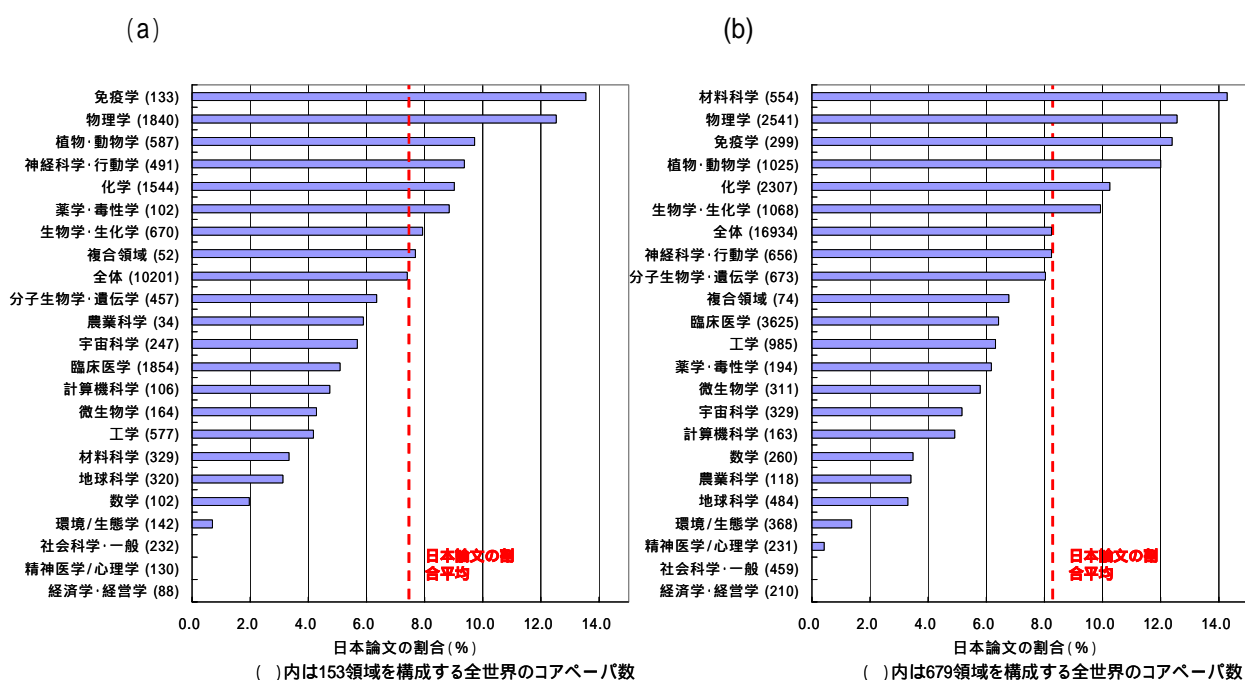 (a)
免疫学 (133)
物理学 (1840)
植物·動物学 (587)
神経科学·行動学 (491)
化学 (1544)
薬学·毒性学 (102)
生物学·生化学 (670)
複合領域 (52)
全体 (10201)
分子生物学·遺伝学 (457)
農業科学 (34)
宇宙科学 (247)
臨床医学 (1854)
計算機科学 (106)
微生物学 (164)
工学 (577)
材料科学 (329)
地球科学 (320)
数学 (102)
環境/生態学 (142)
社会科学·一般 (232)
精神医学/心理学 (130)
経済学·経営学 (88)
日本論文の割
合平均
0.0 2.0 4.0 6.0 8.0 10.0 12.0 14.0
日本論文の割合(%)
( )内は153領域を構成する全世界のコアペーパ数
(b)
材料科学 (554)
物理学 (2541)
免疫学 (299)
植物·動物学 (1025)
化学 (2307)
生物学·生化学 (1068)
全体 (16934)
神経科学·行動学 (656)
分子生物学·遺伝学 (673)
複合領域 (74)
臨床医学 (3625)
工学 (985)
薬学·毒性学 (194)
微生物学 (311)
宇宙科学 (329)
計算機科学 (163)
数学 (260)
農業科学 (118)
地球科学 (484)
環境/生態学 (368)
精神医学/心理学 (231)
社会科学·一般 (459)
経済学·経営学 (210)
日本論文の割
合平均
0.0 2.0 4.0 6.0 8.0 10.0 12.0 14.0
日本論文の割合(%)
( )内は679領域を構成する全世界のコアペーパ数